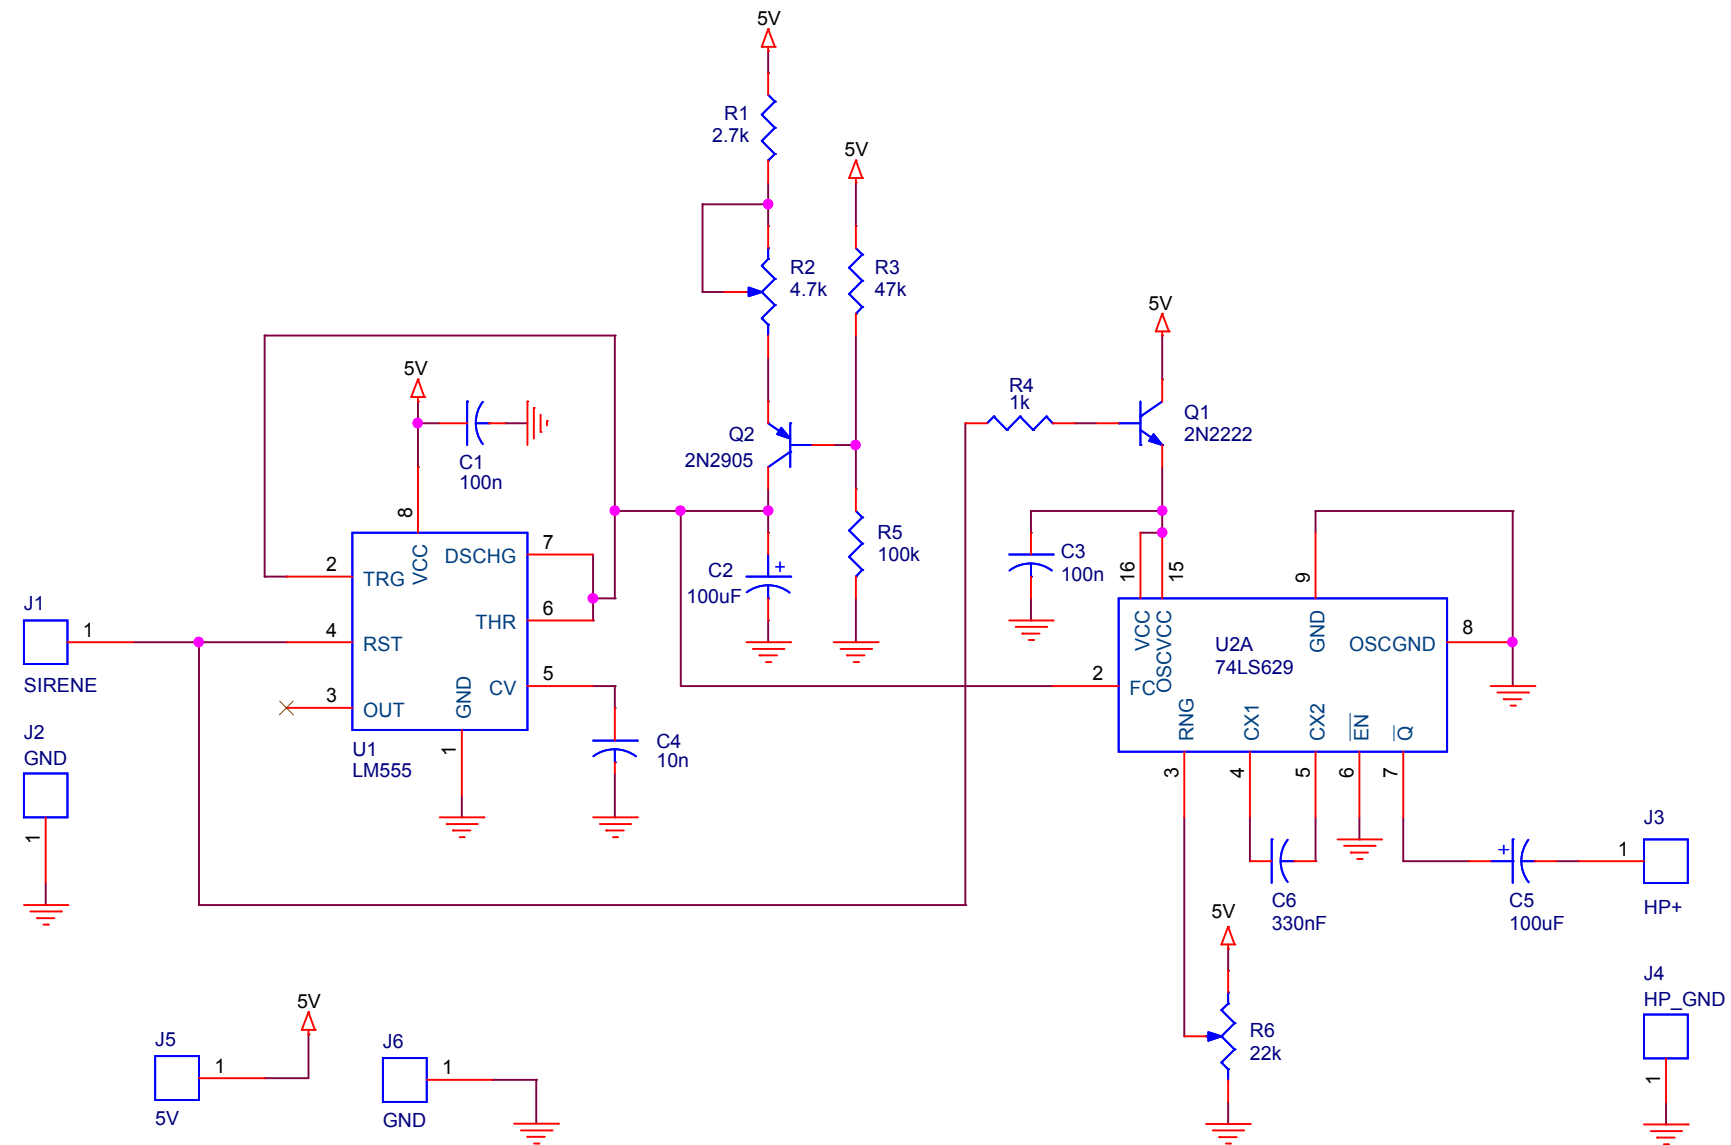 5V
R1
2.7k
5V
R2
4.7k
R3
47k
5V
5V
R4
1k
Q1
2N2222
Q2
2N2905
C1
100n
8
VCC
DSCHG
7
2
TRG
THR
6
4
RST
CV
5
3
OUT
GND
1
U1
LM555
J1
1
SIRENE
J2
GND
1
C2
+
100uF
R5
100k
C4
10n
C3
100n
16
15
9
VCC
OSCVCC
GND
U2A
74LS629
OSCGND
8
2
FC
RNG
CX1
CX2
EN
Q
3
4
5
6
7
C6
330nF
+
C5
100uF
J3
1
HP+
5V
R6
22k
J4
HP_GND
1
5V
J5
1
5V
J6
1
GND